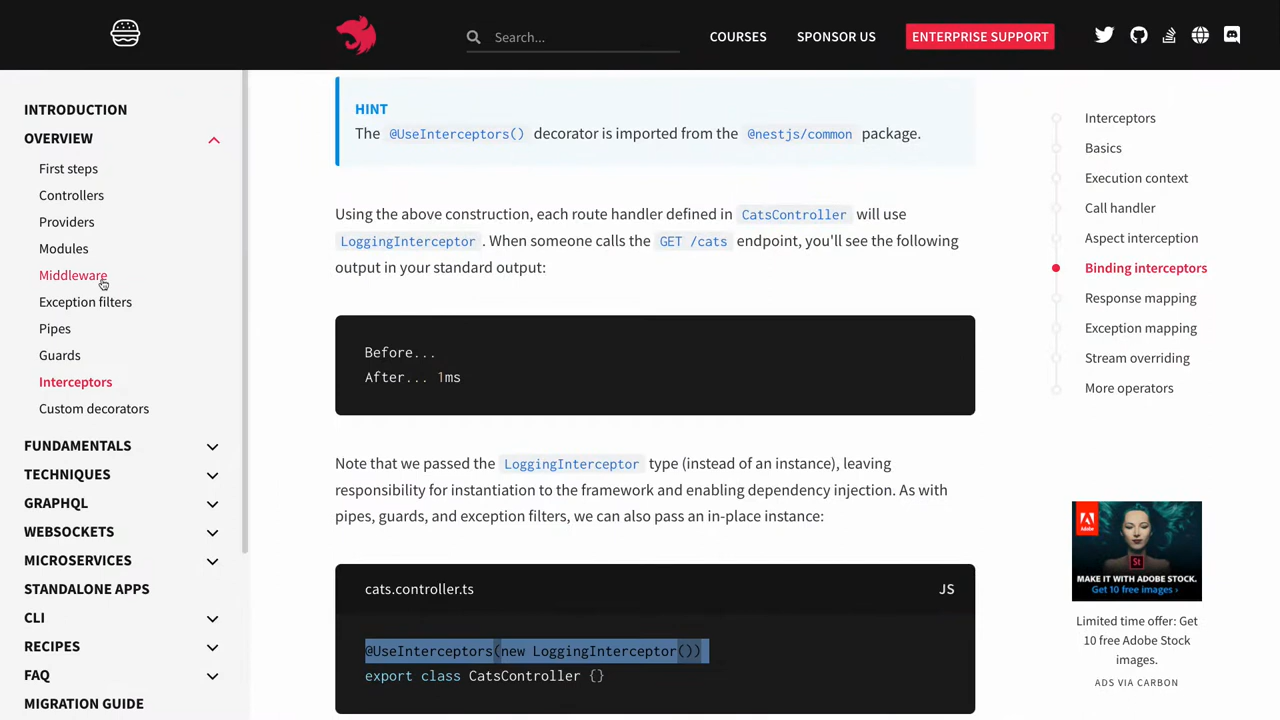 Search...
COURSES
SPONSOR US
ENTERPRISE SUPPORT
INTRODUCTION
OVERVIEW
First steps
Controllers
Providers
Modules
Middleware
Exception filters
Pipes
Guards
Interceptors
Custom decorators
FUNDAMENTALS
TECHNIQUES
GRAPHQL
WEBSOCKETS
MICROSERVICES
STANDALONE APPS
CLI
RECIPES
FAQ
MIGRATION GUIDE
HINT
The @UseInterceptors() decorator is imported from the @nestjs/common package.
Using the above construction, each route handler defined in CatsController will use
LoggingInterceptor . When someone calls the GET /cats endpoint, you'll see the following
output in your standard output:
Before...
After... 1ms
Note that we passed the LoggingInterceptor type (instead of an instance), leaving
responsibility for instantiation to the framework and enabling dependency injection. As with
pipes, guards, and exception filters, we can also pass an in-place instance:
cats.controller.ts JS
@UseInterceptors(new LoggingInterceptor())
export class CatsController {}
Interceptors
Basics
Execution context
Call handler
Aspect interception
Binding interceptors
Response mapping
Exception mapping
Stream overriding
More operators
Adobe
St
MAKE IT WITH ADOBE STOCK.
Get 10 free images ›
Limited time offer: Get
10 free Adobe Stock
images.
ADS VIA CARBON